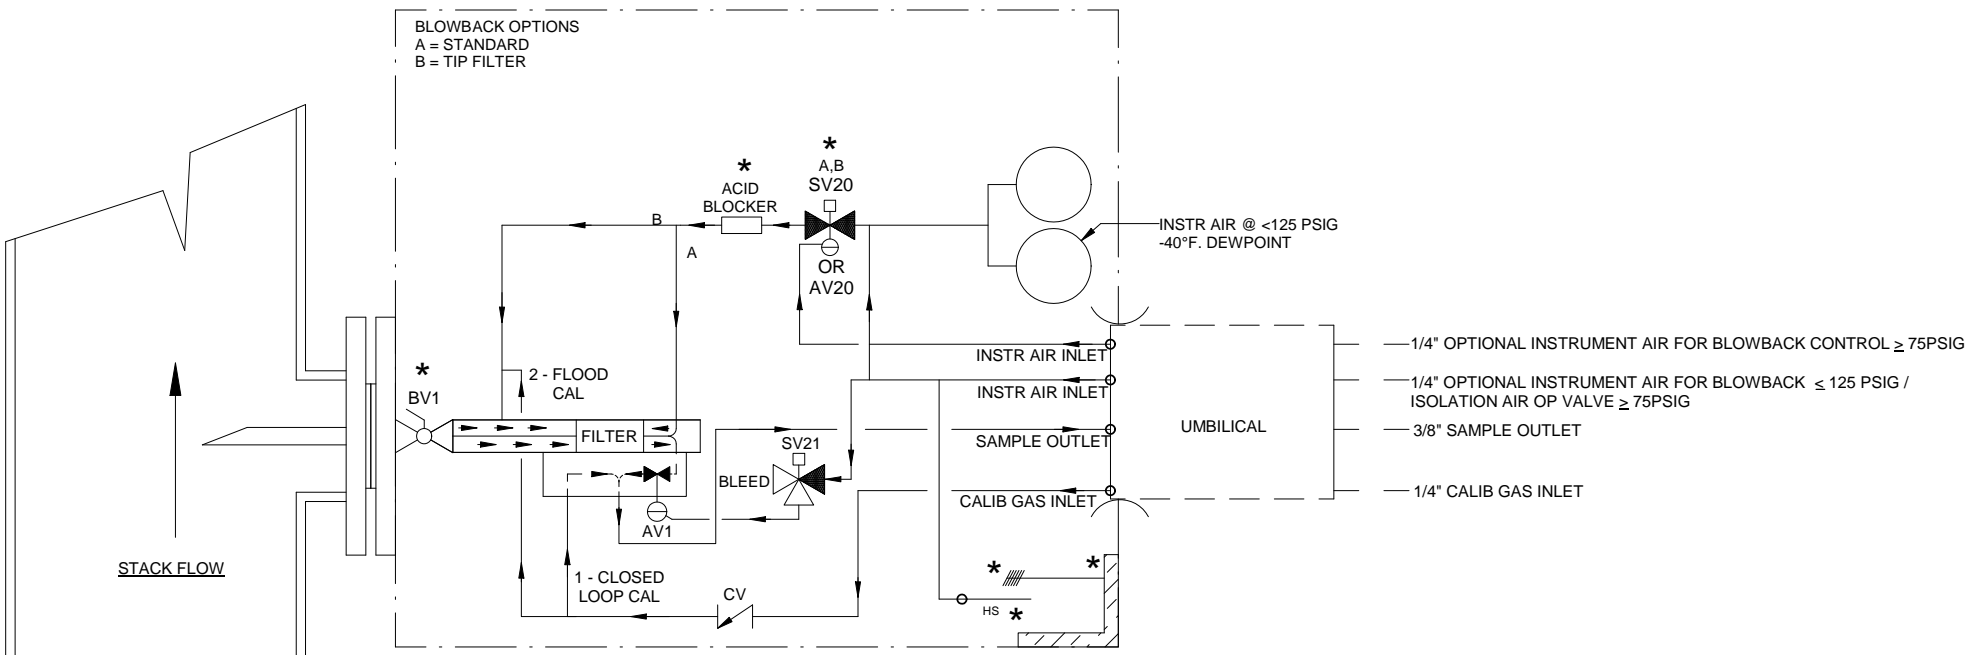 BLOWBACK OPTIONS
A = STANDARD
B = TIP FILTER
*
*
A,B
SV20
ACID
BLOCKER
B
A
OR
AV20
INSTR AIR @ <125 PSIG
-40°F. DEWPOINT
INSTR AIR INLET
1/4" OPTIONAL INSTRUMENT AIR FOR BLOWBACK CONTROL ≥ 75PSIG
INSTR AIR INLET
1/4" OPTIONAL INSTRUMENT AIR FOR BLOWBACK ≤ 125 PSIG /
ISOLATION AIR OP VALVE ≥ 75PSIG
*
BV1
2 - FLOOD
CAL
FILTER
SAMPLE OUTLET
UMBILICAL
3/8" SAMPLE OUTLET
SV21
BLEED
CALIB GAS INLET
1/4" CALIB GAS INLET
AV1
STACK FLOW
1 - CLOSED
LOOP CAL
CV
*
*
HS
*